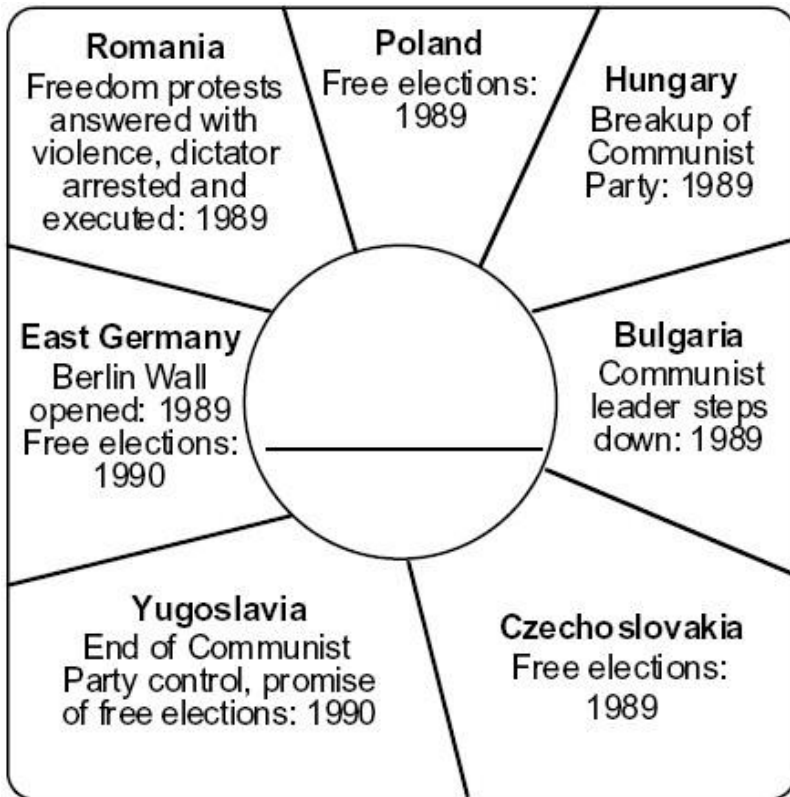 Romania
Freedom protests
answered with
violence, dictator
arrested and
executed: 1989
Poland
Free elections:
1989
Hungary
Breakup of
Communist
Party: 1989
East Germany
Berlin Wall
opened: 1989
Free elections:
1990
Bulgaria
Communist
leader steps
down: 1989
Yugoslavia
End of Communist
Party control, promise
of free elections: 1990
Czechoslovakia
Free elections:
1989